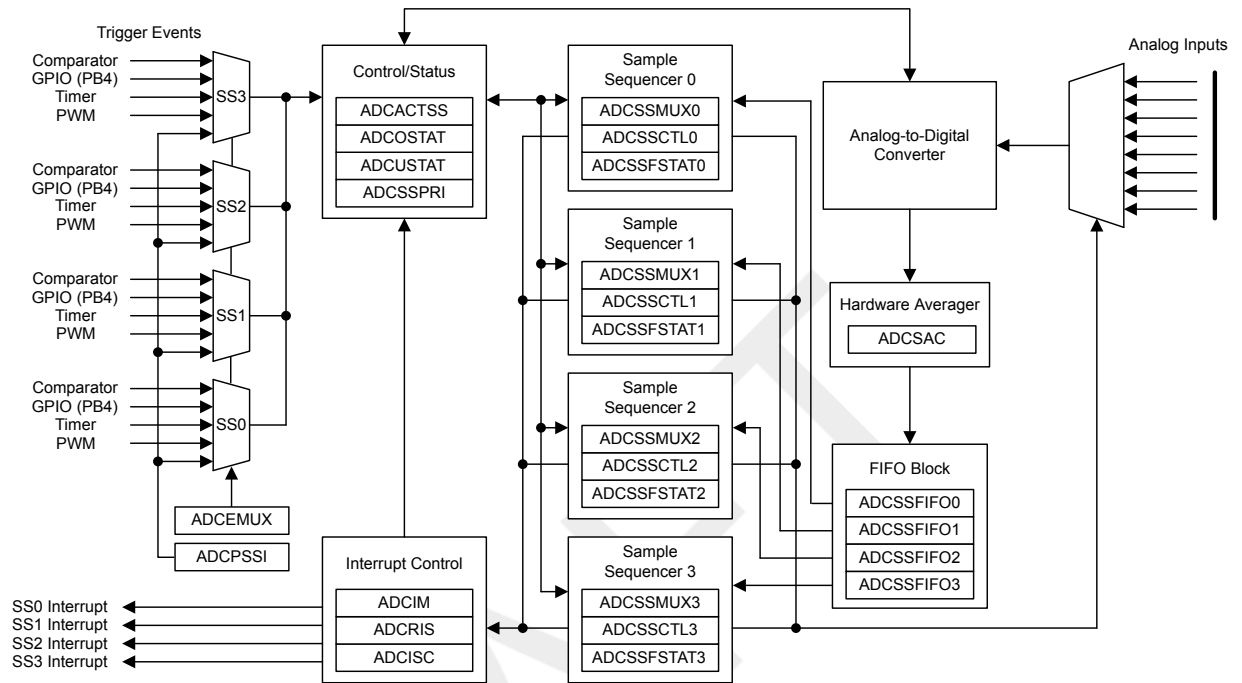 Trigger Events
Comparator
GPIO (PB4)
Timer
PWM
SS3
Comparator
GPIO (PB4)
Timer
PWM
SS2
Comparator
GPIO (PB4)
Timer
PWM
SS1
Comparator
GPIO (PB4)
Timer
PWM
SS0
ADCEMUX
ADCPSSI
SS0 Interrupt
SS1 Interrupt
SS2 Interrupt
SS3 Interrupt
Control/Status
ADCACTSS
ADCOSTAT
ADCUSTAT
ADCSSPRI
Interrupt Control
ADCIM
ADCRIS
ADCISC
Sample
Sequencer 0
ADCSSMUX0
ADCSSCTL0
ADCSSFSTAT0
Sample
Sequencer 1
ADCSSMUX1
ADCSSCTL1
ADCSSFSTAT1
Sample
Sequencer 2
ADCSSMUX2
ADCSSCTL2
ADCSSFSTAT2
Sample
Sequencer 3
ADCSSMUX3
ADCSSCTL3
ADCSSFSTAT3
Analog-to-Digital
Converter
Hardware Averager
ADCSAC
FIFO Block
ADCSSFIFO0
ADCSSFIFO1
ADCSSFIFO2
ADCSSFIFO3
Analog Inputs